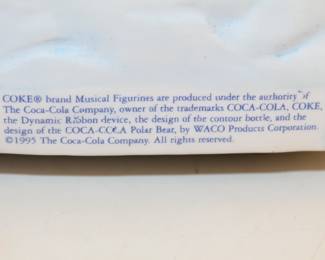 COKE® brand Musical Figurines are produced under the authority of
The Coca-Cola Company, owner of the trademarks COCA-COLA, COKE,
the Dynamic Ribbon device, the design of the contour bottle, and the
design of the COCA-COLA Polar Bear, by WACO Products Corporation.
©1995 The Coca-Cola Company. All rights reserved.